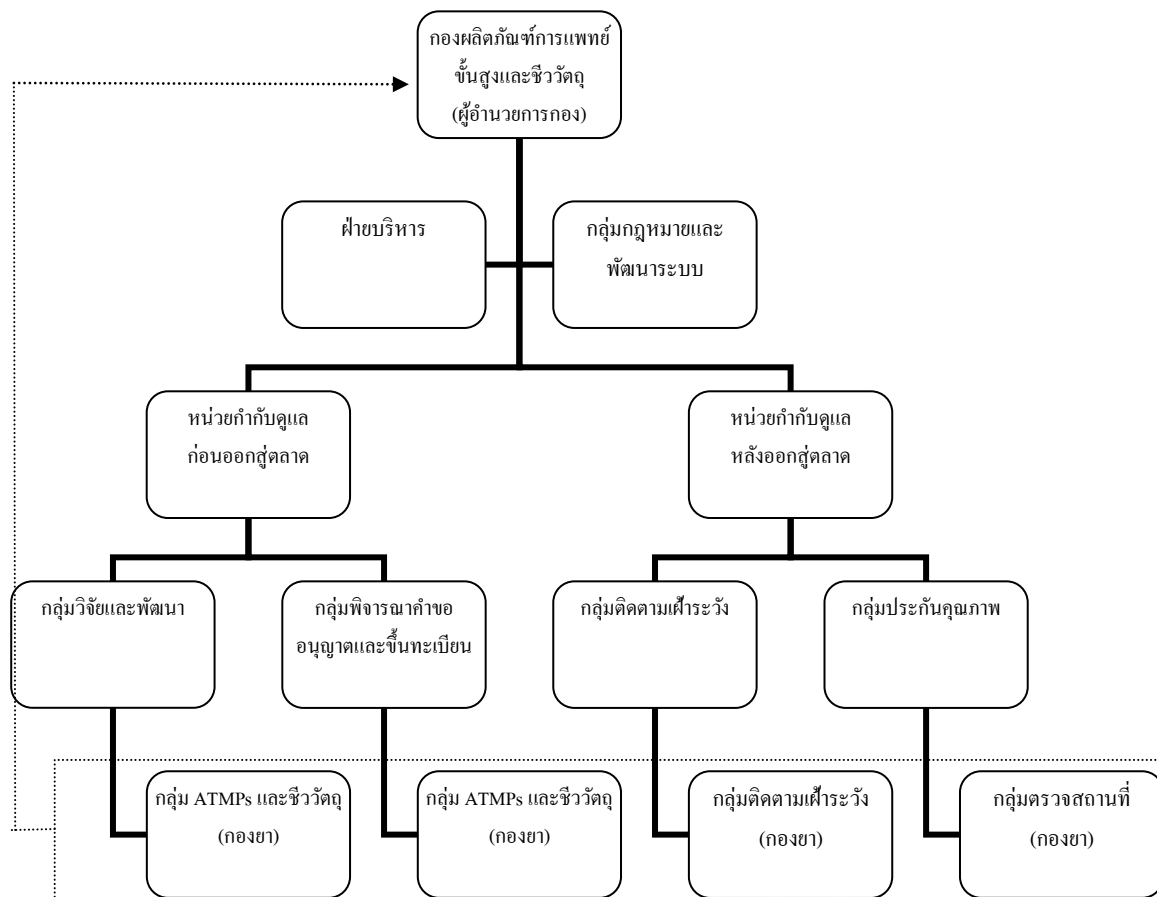 กองผลิตภัณฑ์การแพทย์
ขั้นสูงและชีววัตถุ
(ผู้อำนวยการกอง)
ฝ่ายบริหาร
กลุ่มกฎหมายและ
พัฒนาระบบ
หน่วยกำกับดูแล
ก่อนออกสู่ตลาด
หน่วยกำกับดูแล
หลังออกสู่ตลาด
กลุ่มวิจัยและพัฒนา
กลุ่มพิจารณาคำขอ
อนุญาตและขึ้นทะเบียน
กลุ่มติดตามเฝ้าระวัง
กลุ่มประกันคุณภาพ
กลุ่ม ATMPs และชีววัตถุ
(กองยา)
กลุ่ม ATMPs และชีววัตถุ
(กองยา)
กลุ่มติดตามเฝ้าระวัง
(กองยา)
กลุ่มตรวจสถานที่
(กองยา)